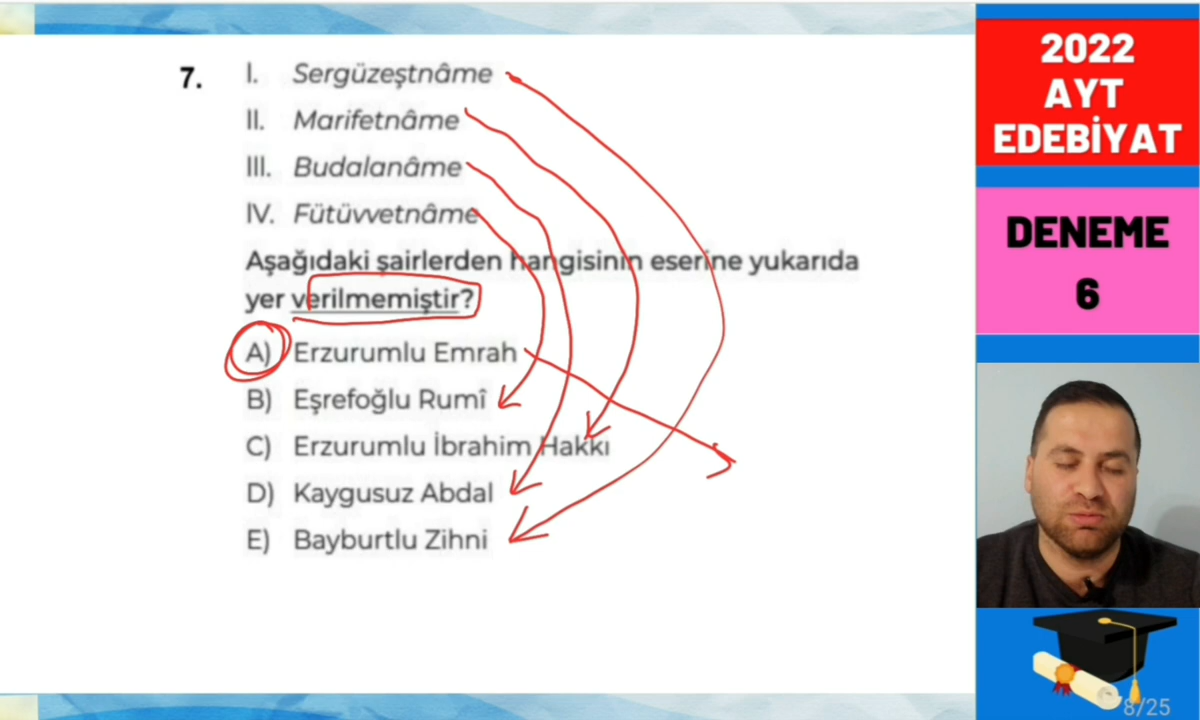 7.
I. Sergüzeştnâme
II. Marifetnâme
III. Budalanâme
IV. Fütüvvetnâme
Aşağıdaki şairlerden hangisinin eserine yukarıda
yer verilmemiştir?
A) Erzurumlu Emrah
B) Eşrefoğlu Rumî
C) Erzurumlu İbrahim Hakkı
D) Kaygusuz Abdal
E) Bayburtlu Zihni
2022
AYT
EDEBİYAT
DENEME
6
8/25